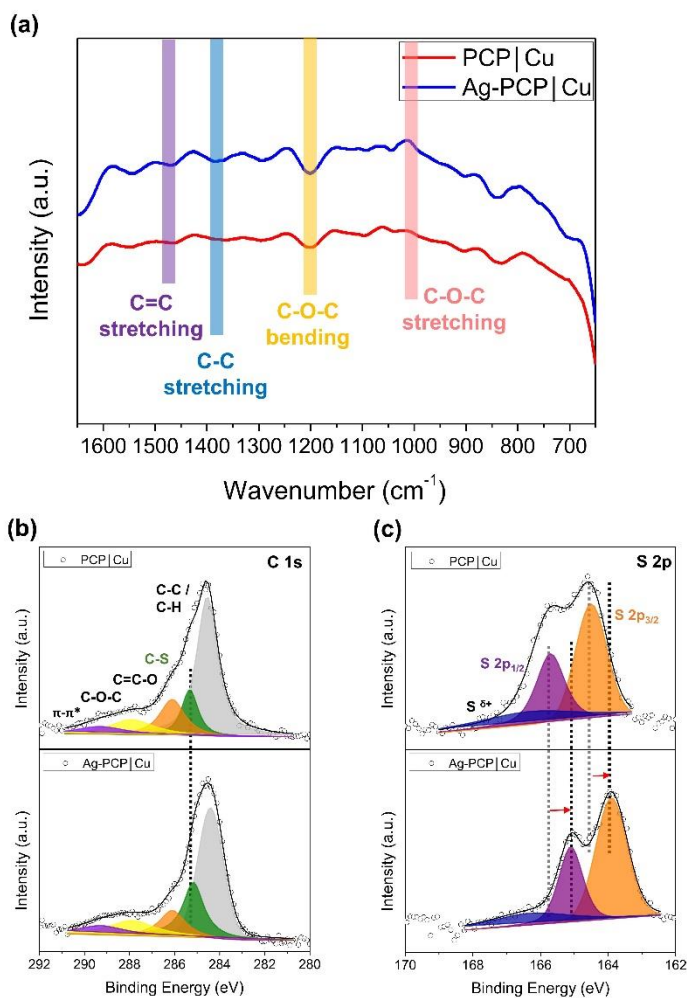 (a)
PCP|Cu
Ag-PCP|Cu
Intensity (a.u.)
C=C
stretching
C-C
stretching
C-O-C
bending
C-O-C
stretching
1600 1500 1400 1300 1200 1100 1000 900 800 700
Wavenumber (cm⁻¹)
(b)
PCP|Cu
C 1s
C-C /
C-H
C-S
C=C-O
C-O-C
π-π*
Intensity (a.u.)
Ag-PCP|Cu
Intensity (a.u.)
292 290 288 286 284 282 280
Binding Energy (eV)
(c)
PCP|Cu
S 2p
S 2p₃/₂
S 2p₁/₂
S δ+
Intensity (a.u.)
Ag-PCP|Cu
Intensity (a.u.)
170 168 166 164 162
Binding Energy (eV)